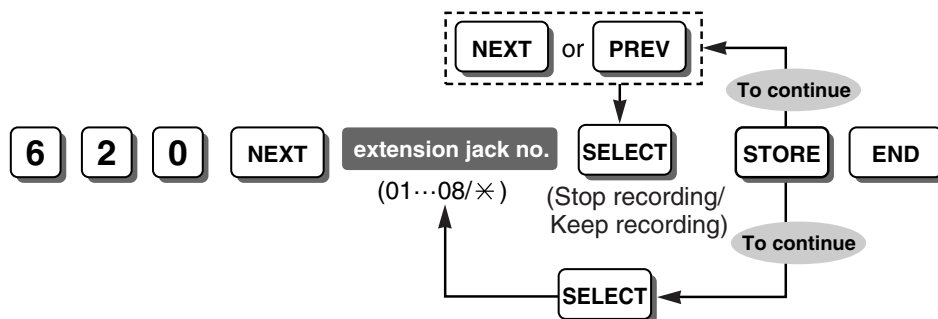 NEXT or PREV
To continue
6 2 0 NEXT extension jack no. SELECT STORE END
(01···08/✳)
(Stop recording/
Keep recording)
To continue
SELECT